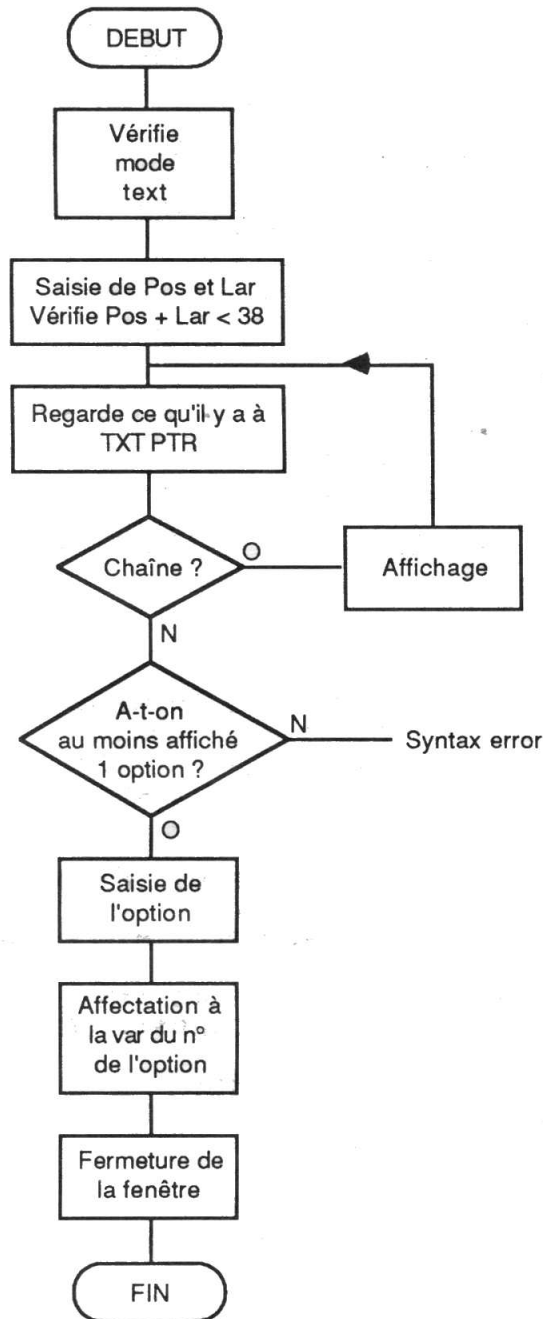 DEBUT
Vérifie
mode
text
Saisie de Pos et Lar
Vérifie Pos + Lar < 38
Regarde ce qu'il y a à
TXT PTR
Chaîne ?
O
Affichage
N
A-t-on
au moins affiché
1 option ?
N
Syntax error
O
Saisie de
l'option
Affectation à
la var du n°
de l'option
Fermeture de
la fenêtre
FIN